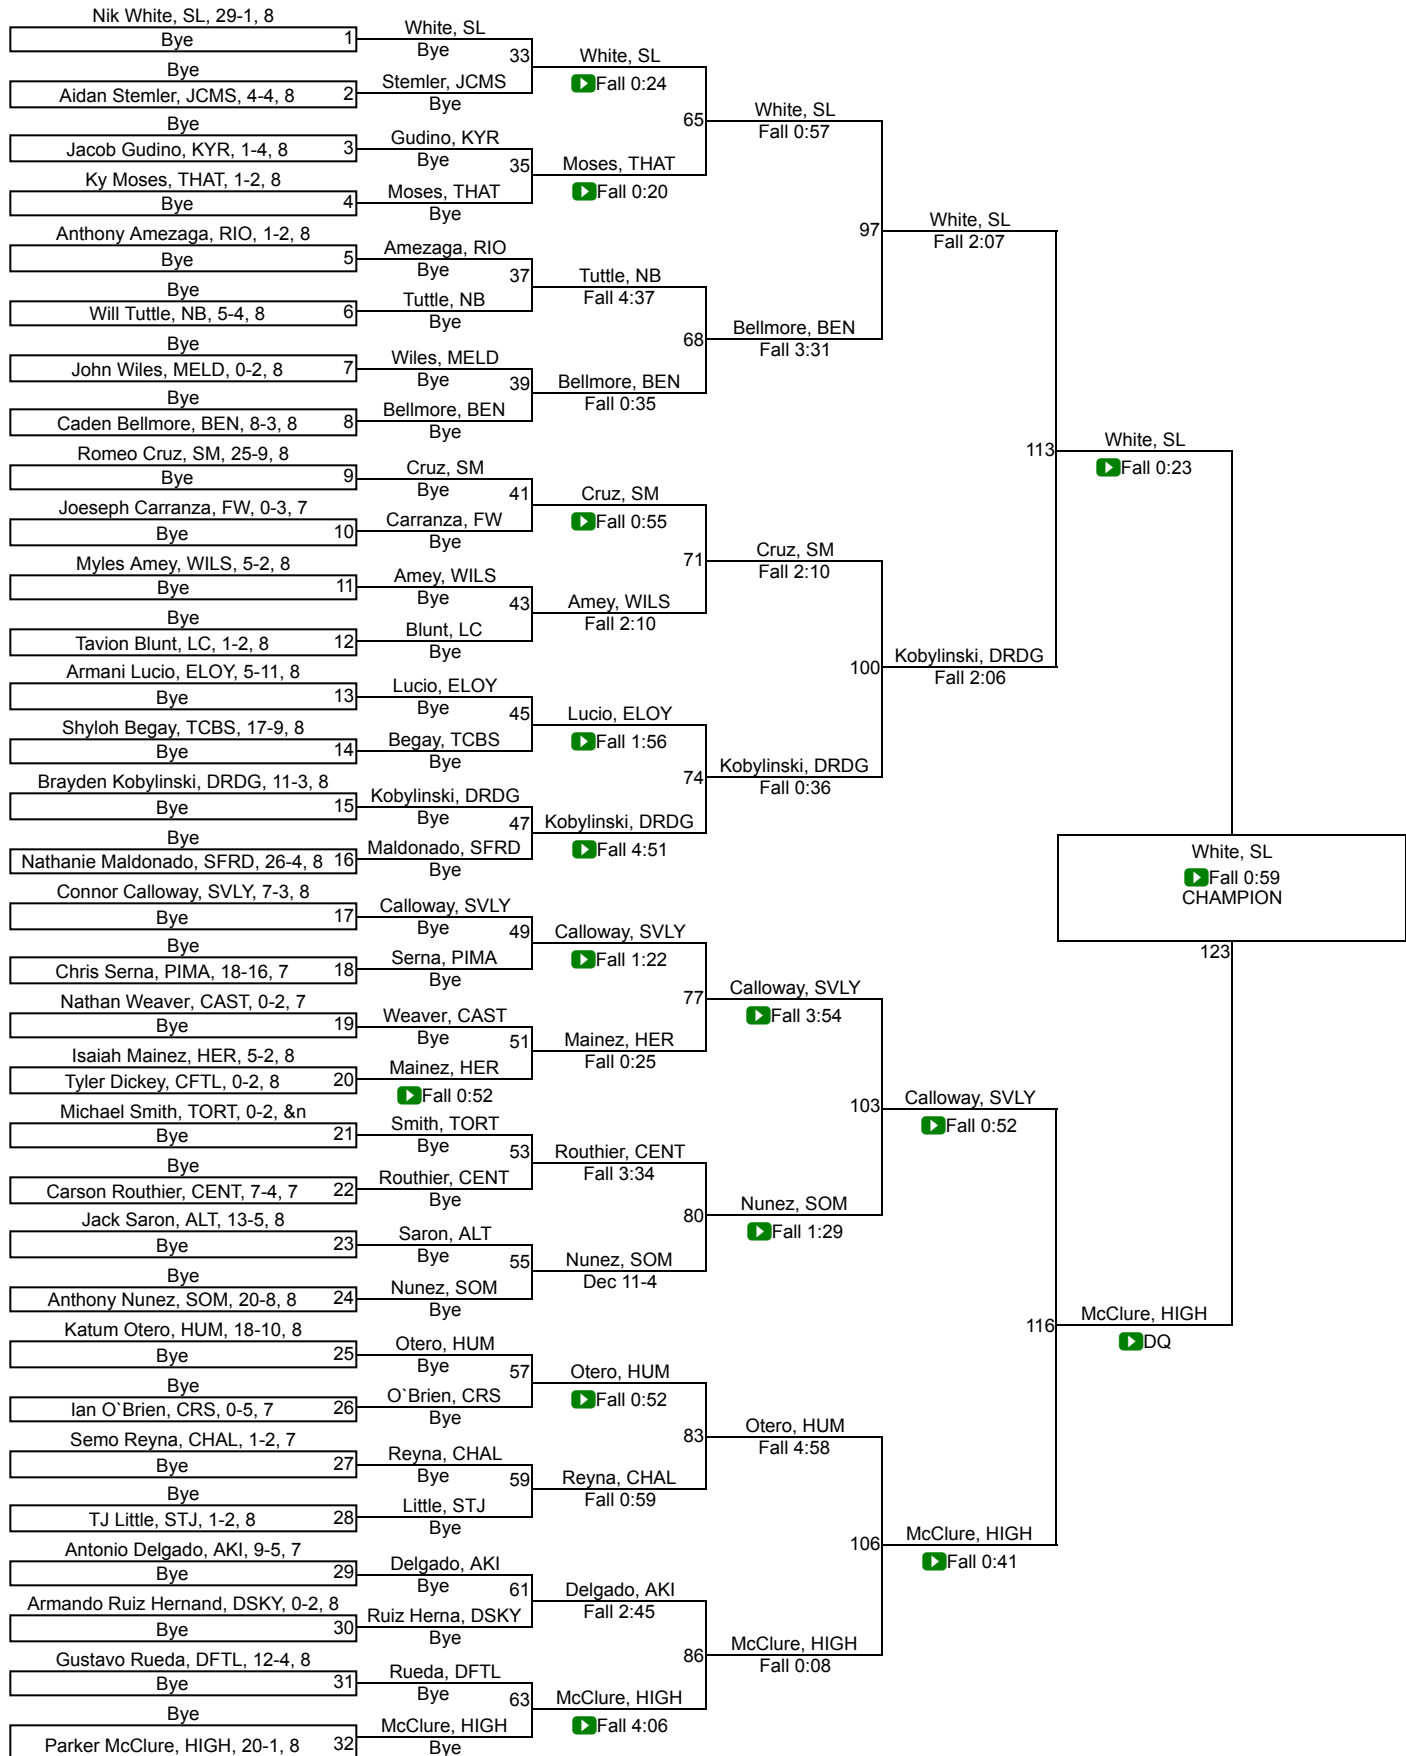 Nik White, SL, 29-1, 8
Bye
1
Bye
Aidan Stemler, JCMS, 4-4, 8
2
Bye
Jacob Gudino, KYR, 1-4, 8
3
Ky Moses, THAT, 1-2, 8
Bye
4
Anthony Amezaga, RIO, 1-2, 8
Bye
5
Bye
Will Tuttle, NB, 5-4, 8
6
Bye
John Wiles, MELD, 0-2, 8
7
Bye
Caden Bellmore, BEN, 8-3, 8
8
Romeo Cruz, SM, 25-9, 8
Bye
9
Joeseph Carranza, FW, 0-3, 7
Bye
10
Myles Amey, WILS, 5-2, 8
Bye
11
Bye
Tavion Blunt, LC, 1-2, 8
12
Armani Lucio, ELOY, 5-11, 8
Bye
13
Shyloh Begay, TCBS, 17-9, 8
Bye
14
Brayden Kobylinski, DRDG, 11-3, 8
Bye
15
Bye
Nathanie Maldonado, SFRD, 26-4, 8
16
Connor Calloway, SVLY, 7-3, 8
Bye
17
Bye
Chris Serna, PIMA, 18-16, 7
18
Nathan Weaver, CAST, 0-2, 7
Bye
19
Isaiah Mainez, HER, 5-2, 8
Tyler Dickey, CFTL, 0-2, 8
20
Michael Smith, TORT, 0-2, &n
Bye
21
Bye
Carson Routhier, CENT, 7-4, 7
22
Jack Saron, ALT, 13-5, 8
Bye
23
Bye
Anthony Nunez, SOM, 20-8, 8
24
Katum Otero, HUM, 18-10, 8
Bye
25
Bye
Ian O`Brien, CRS, 0-5, 7
26
Semo Reyna, CHAL, 1-2, 7
Bye
27
Bye
TJ Little, STJ, 1-2, 8
28
Antonio Delgado, AKI, 9-5, 7
Bye
29
Armando Ruiz Hernand, DSKY, 0-2, 8
Bye
30
Gustavo Rueda, DFTL, 12-4, 8
Bye
31
Bye
Parker McClure, HIGH, 20-1, 8
32
White, SL
Bye
33
Stemler, JCMS
Bye
Gudino, KYR
Bye
35
Moses, THAT
Bye
Amezaga, RIO
Bye
37
Tuttle, NB
Bye
Wiles, MELD
Bye
39
Bellmore, BEN
Bye
Cruz, SM
Bye
41
Carranza, FW
Bye
Amey, WILS
Bye
43
Blunt, LC
Bye
Lucio, ELOY
Bye
45
Begay, TCBS
Bye
Kobylinski, DRDG
Bye
47
Maldonado, SFRD
Bye
Calloway, SVLY
Bye
49
Serna, PIMA
Bye
Weaver, CAST
Bye
51
Mainez, HER
Fall 0:52
Smith, TORT
Bye
53
Routhier, CENT
Bye
Saron, ALT
Bye
55
Nunez, SOM
Bye
Otero, HUM
Bye
57
O`Brien, CRS
Bye
Reyna, CHAL
Bye
59
Little, STJ
Bye
Delgado, AKI
Bye
61
Ruiz Herna, DSKY
Bye
Rueda, DFTL
Bye
63
McClure, HIGH
Bye
White, SL
Fall 0:24
65
Moses, THAT
Fall 0:20
Tuttle, NB
Fall 4:37
68
Bellmore, BEN
Fall 0:35
Cruz, SM
Fall 0:55
71
Amey, WILS
Fall 2:10
Lucio, ELOY
Fall 1:56
74
Kobylinski, DRDG
Fall 4:51
Calloway, SVLY
Fall 1:22
77
Mainez, HER
Fall 0:25
Routhier, CENT
Fall 3:34
80
Nunez, SOM
Dec 11-4
Otero, HUM
Fall 0:52
83
Reyna, CHAL
Fall 0:59
Delgado, AKI
Fall 2:45
86
McClure, HIGH
Fall 4:06
White, SL
Fall 0:57
97
Bellmore, BEN
Fall 3:31
Cruz, SM
Fall 2:10
100
Kobylinski, DRDG
Fall 0:36
Calloway, SVLY
Fall 3:54
103
Nunez, SOM
Fall 1:29
Otero, HUM
Fall 4:58
106
McClure, HIGH
Fall 0:08
White, SL
Fall 2:07
113
Kobylinski, DRDG
Fall 2:06
Calloway, SVLY
Fall 0:52
116
McClure, HIGH
Fall 0:41
White, SL
Fall 0:23
McClure, HIGH
DQ
White, SL
Fall 0:59
CHAMPION
123